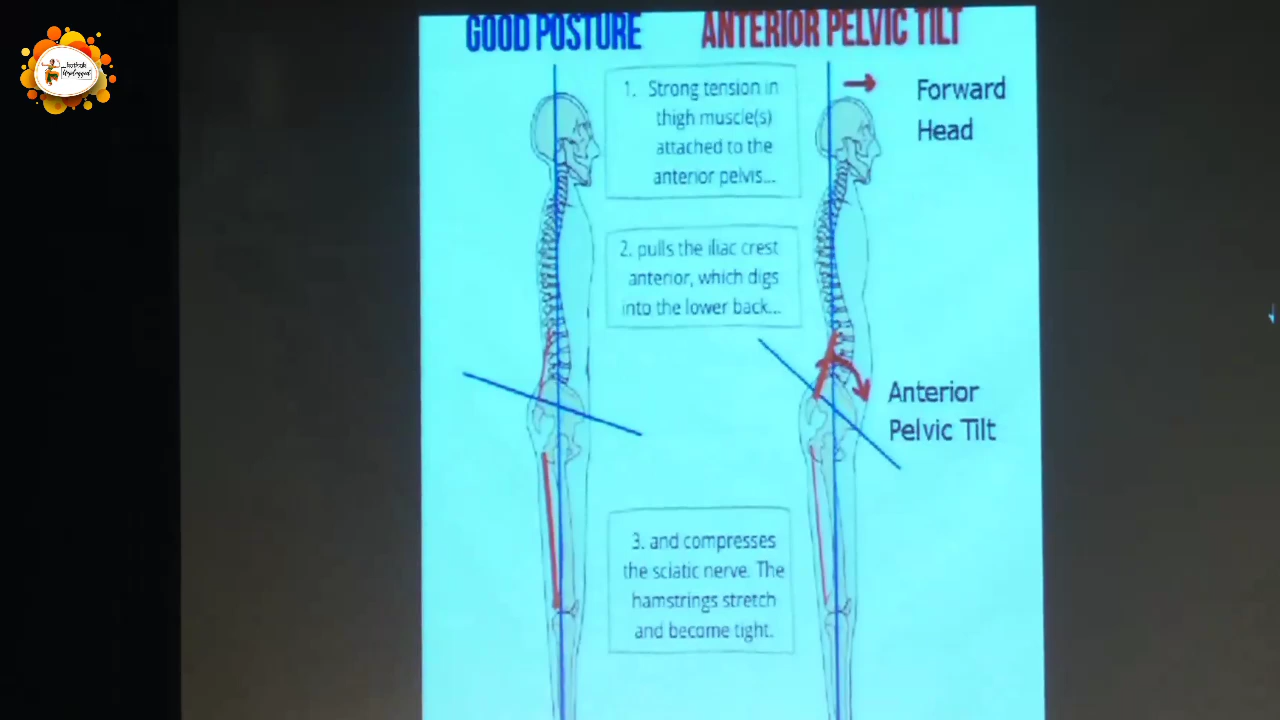 GOOD POSTURE
ANTERIOR PELVIC TILT
1. Strong tension in
thigh muscle(s)
attached to the
anterior pelvis...
Forward
Head
2. pulls the iliac crest
anterior, which digs
into the lower back...
Anterior
Pelvic Tilt
3. and compresses
the sciatic nerve. The
hamstrings stretch
and become tight.